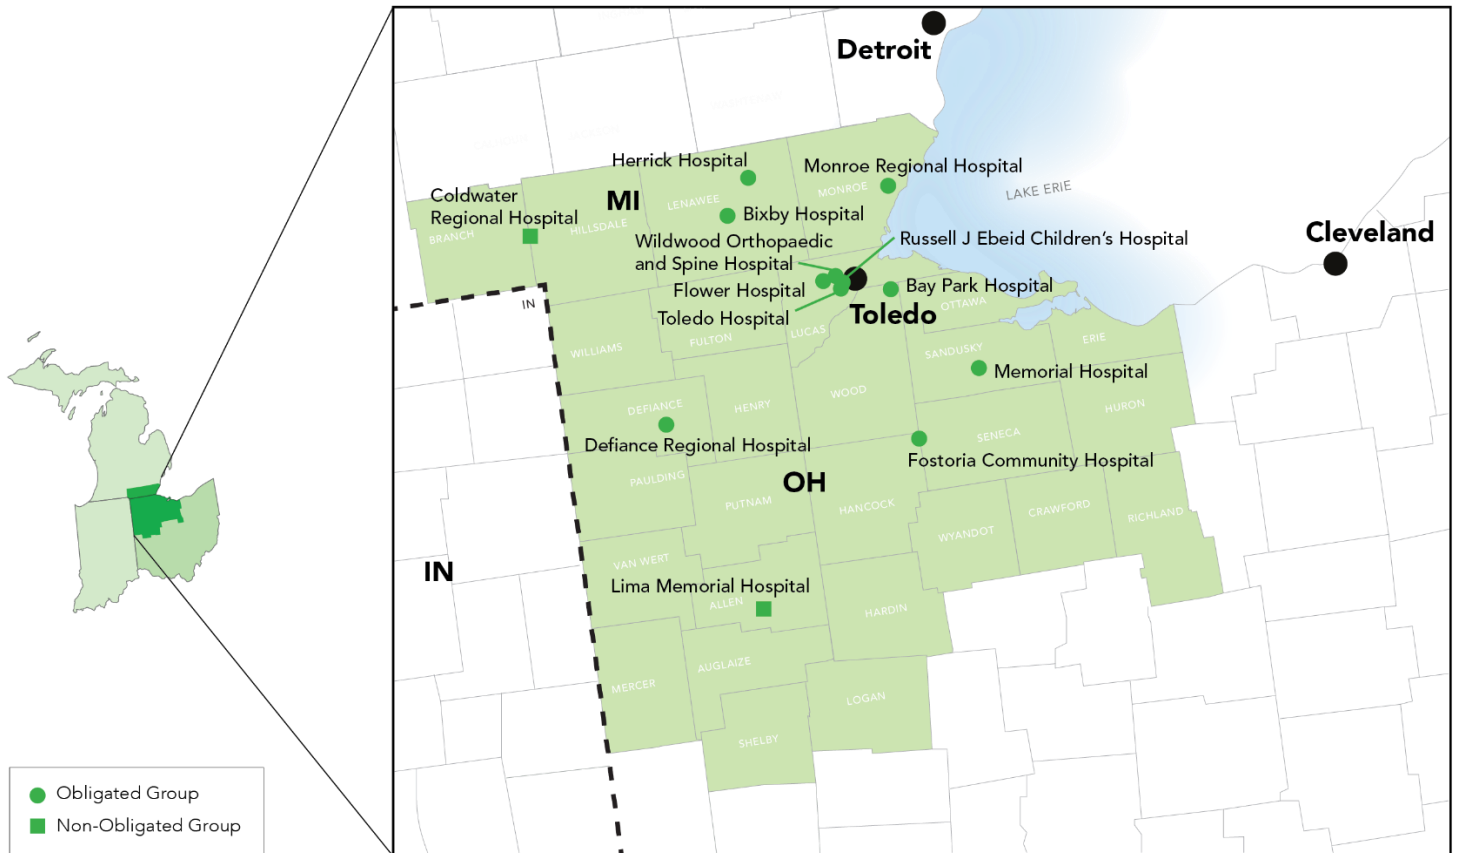 Detroit
Herrick Hospital
Monroe Regional Hospital
LAKE ERIE
MI
MONROE
Coldwater
Regional Hospital
LENAWEE
Bixby Hospital
BRANCH
HILLSDALE
Wildwood Orthopaedic
and Spine Hospital
Russell J Ebeid Children's Hospital
Cleveland
Flower Hospital
Bay Park Hospital
IN
Toledo Hospital
Toledo
OTTAWA
WILLIAMS
FULTON
LUCAS
SANDUSKY
ERIE
Memorial Hospital
DEFIANCE
HENRY
WOOD
HURON
Defiance Regional Hospital
SENECA
Fostoria Community Hospital
PAULDING
OH
PUTNAM
HANCOCK
WYANDOT
CRAWFORD
RICHLAND
IN
VAN WERT
Lima Memorial Hospital
ALLEN
HARDIN
MERCER
AUGLAIZE
LOGAN
SHELBY
Obligated Group
Non-Obligated Group